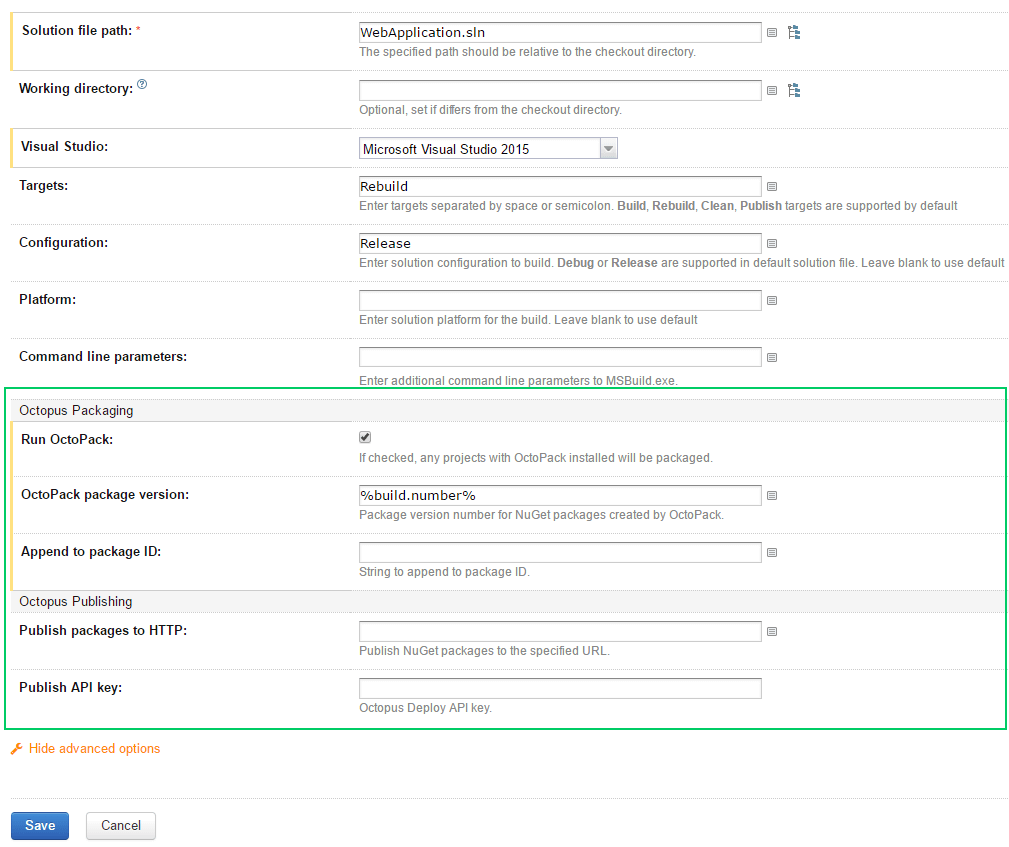 Solution file path: *
WebApplication.sln
The specified path should be relative to the checkout directory.
Working directory: ?
Optional, set if differs from the checkout directory.
Visual Studio:
Microsoft Visual Studio 2015
Targets:
Rebuild
Enter targets separated by space or semicolon. Build, Rebuild, Clean, Publish targets are supported by default
Configuration:
Release
Enter solution configuration to build. Debug or Release are supported in default solution file. Leave blank to use default
Platform:
Enter solution platform for the build. Leave blank to use default
Command line parameters:
Enter additional command line parameters to MSBuild.exe.
Octopus Packaging
Run OctoPack:
If checked, any projects with OctoPack installed will be packaged.
OctoPack package version:
%build.number%
Package version number for NuGet packages created by OctoPack.
Append to package ID:
String to append to package ID.
Octopus Publishing
Publish packages to HTTP:
Publish NuGet packages to the specified URL.
Publish API key:
Octopus Deploy API key.
Hide advanced options
Save
Cancel